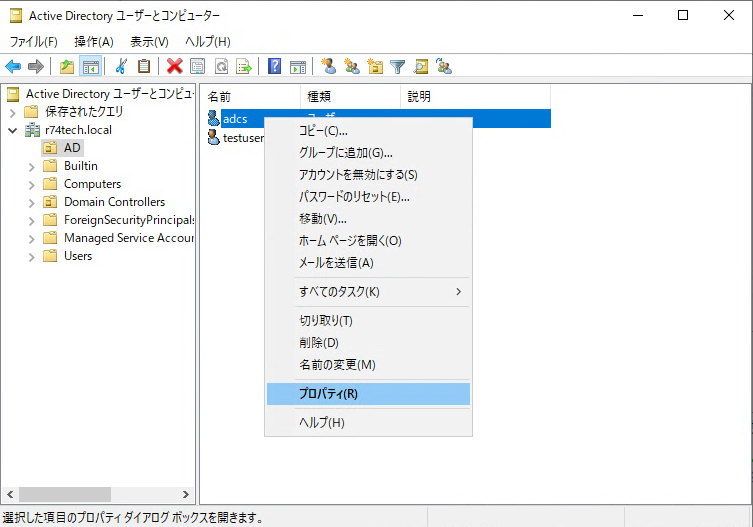 Active Directory ユーザーとコンピューター
ファイル(F) 操作(A) 表示(V) ヘルプ(H)
Active Directory ユーザーとコンピュー
保存されたクエリ
r74tech.local
AD
Builtin
Computers
Domain Controllers
ForeignSecurityPrincipals
Managed Service Accoun
Users
名前 種類 説明
adcs ユーザー
testuser
コピー(C)...
グループに追加(G)...
アカウントを無効にする(S)
パスワードのリセット(E)...
移動(V)...
ホーム ページを開く(O)
メールを送信(A)
すべてのタスク(K)
切り取り(T)
削除(D)
名前の変更(M)
プロパティ(R)
ヘルプ(H)
選択した項目のプロパティ ダイアログ ボックスを開きます。